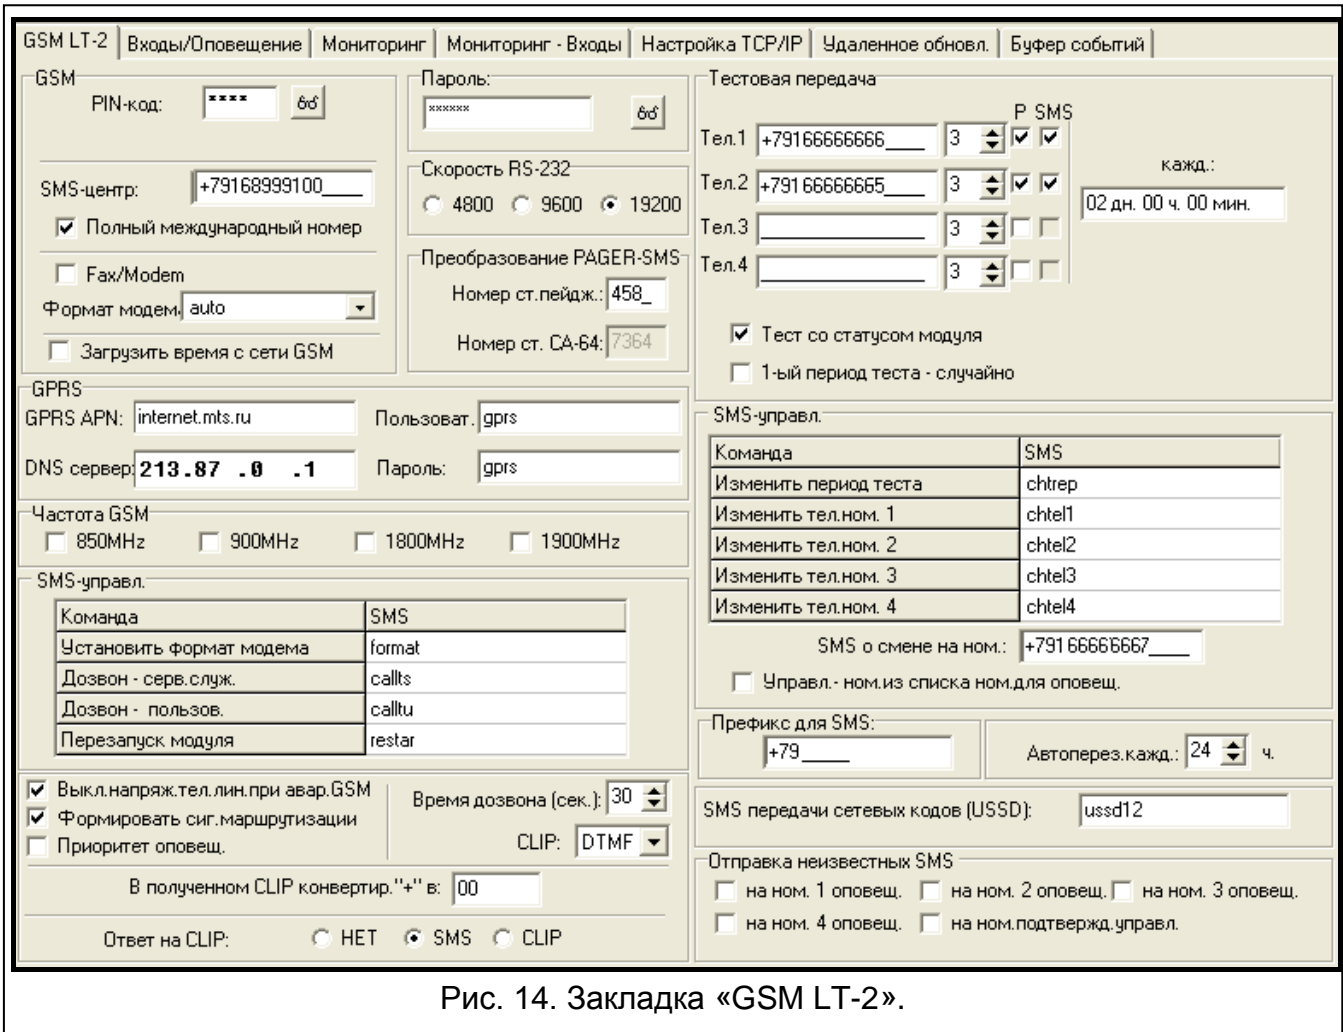 GSM LT-2 Входы/Оповещение Мониторинг Мониторинг - Входы Настройка TCP/IP Удаленное обновл. Буфер событий
GSM
PIN-код: ****
SMS-центр: +79168999100____
Полный международный номер
Fax/Modem
Формат модем. auto
Загрузить время с сети GSM
Пароль:
******
Скорость RS-232
4800 9600 19200
Преобразование PAGER-SMS
Номер ст.пейдж.: 458_
Номер ст. CA-64: 7364
GPRS
GPRS APN: internet.mts.ru Пользоват. gprs
DNS сервер: 213.87 .0 .1 Пароль: gprs
Частота GSM
850MHz 900MHz 1800MHz 1900MHz
SMS-управл.
Команда SMS
Установить формат модема format
Дозвон - серв.служ. callts
Дозвон - пользов. calltu
Перезапуск модуля restar
Выкл.напряж.тел.лин.при авар.GSM
Формировать сиг.маршрутизации
Приоритет оповещ.
Время дозвона (сек.): 30
CLIP: DTMF
В полученном CLIP конвертир."+" в: 00
Ответ на CLIP: НЕТ SMS CLIP
Тестовая передача
P SMS
Тел.1 +79166666666____ 3
Тел.2 +79166666665____ 3
Тел.3 ________________ 3
Тел.4 ________________ 3
кажд.:
02 дн. 00 ч. 00 мин.
Тест со статусом модуля
1-ый период теста - случайно
SMS-управл.
Команда SMS
Изменить период теста chtrep
Изменить тел.ном. 1 chtel1
Изменить тел.ном. 2 chtel2
Изменить тел.ном. 3 chtel3
Изменить тел.ном. 4 chtel4
SMS о смене на ном.: +79166666667____
Управл.- ном.из списка ном.для оповещ.
Префикс для SMS:
+79_____
Автоперез.кажд.: 24 ч.
SMS передачи сетевых кодов (USSD): ussd12
Отправка неизвестных SMS
на ном. 1 оповещ. на ном. 2 оповещ. на ном. 3 оповещ.
на ном. 4 оповещ. на ном.подтвержд.управл.
Рис. 14. Закладка «GSM LT-2».